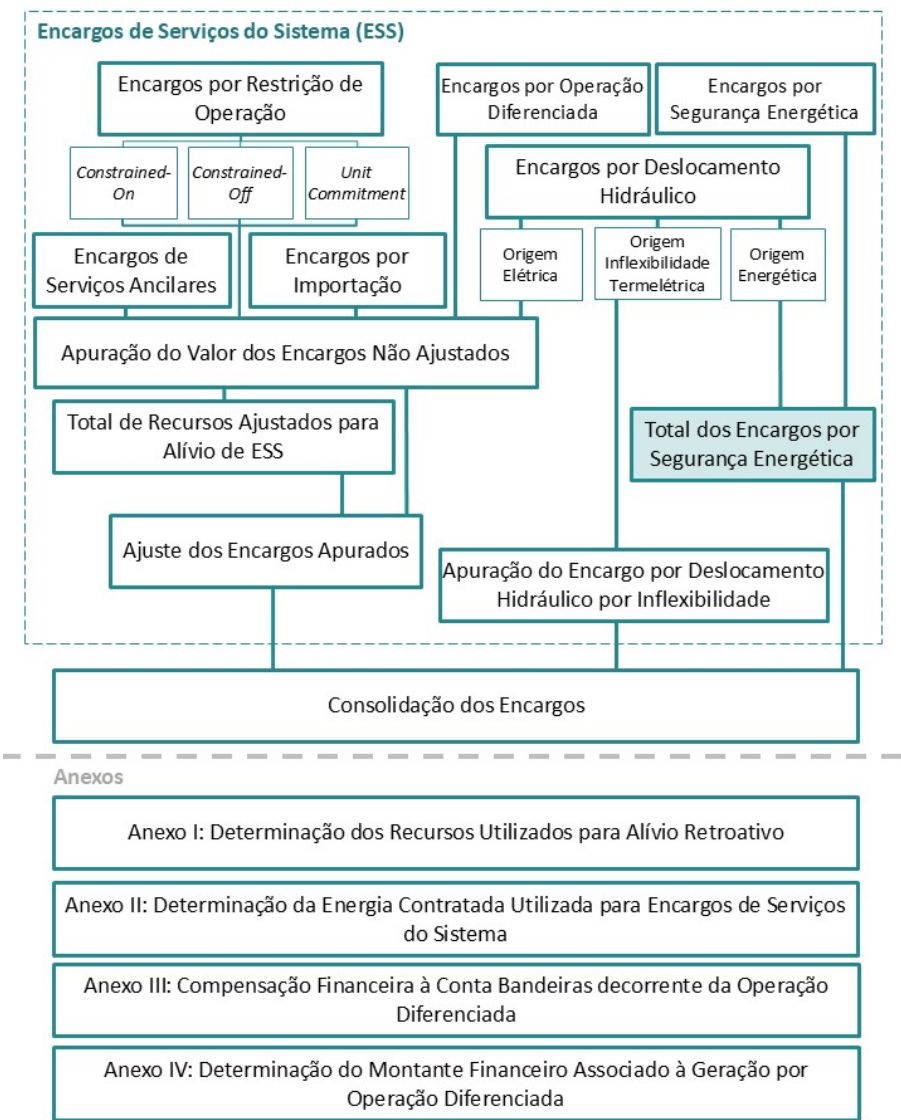 Encargos de Serviços do Sistema (ESS)
Encargos por Restrição de
Operação
Encargos por Operação
Diferenciada
Encargos por
Segurança Energética
Constrained-
On
Constrained-
Off
Unit
Commitment
Encargos por Deslocamento
Hidráulico
Encargos de
Serviços Ancilares
Encargos por
Importação
Origem
Elétrica
Origem
Inflexibilidade
Termelétrica
Origem
Energética
Apuração do Valor dos Encargos Não Ajustados
Total de Recursos Ajustados para
Alívio de ESS
Total dos Encargos por
Segurança Energética
Ajuste dos Encargos Apurados
Apuração do Encargo por Deslocamento
Hidráulico por Inflexibilidade
Consolidação dos Encargos
Anexos
Anexo I: Determinação dos Recursos Utilizados para Alívio Retroativo
Anexo II: Determinação da Energia Contratada Utilizada para Encargos de Serviços
do Sistema
Anexo III: Compensação Financeira à Conta Bandeiras decorrente da Operação
Diferenciada
Anexo IV: Determinação do Montante Financeiro Associado à Geração por
Operação Diferenciada